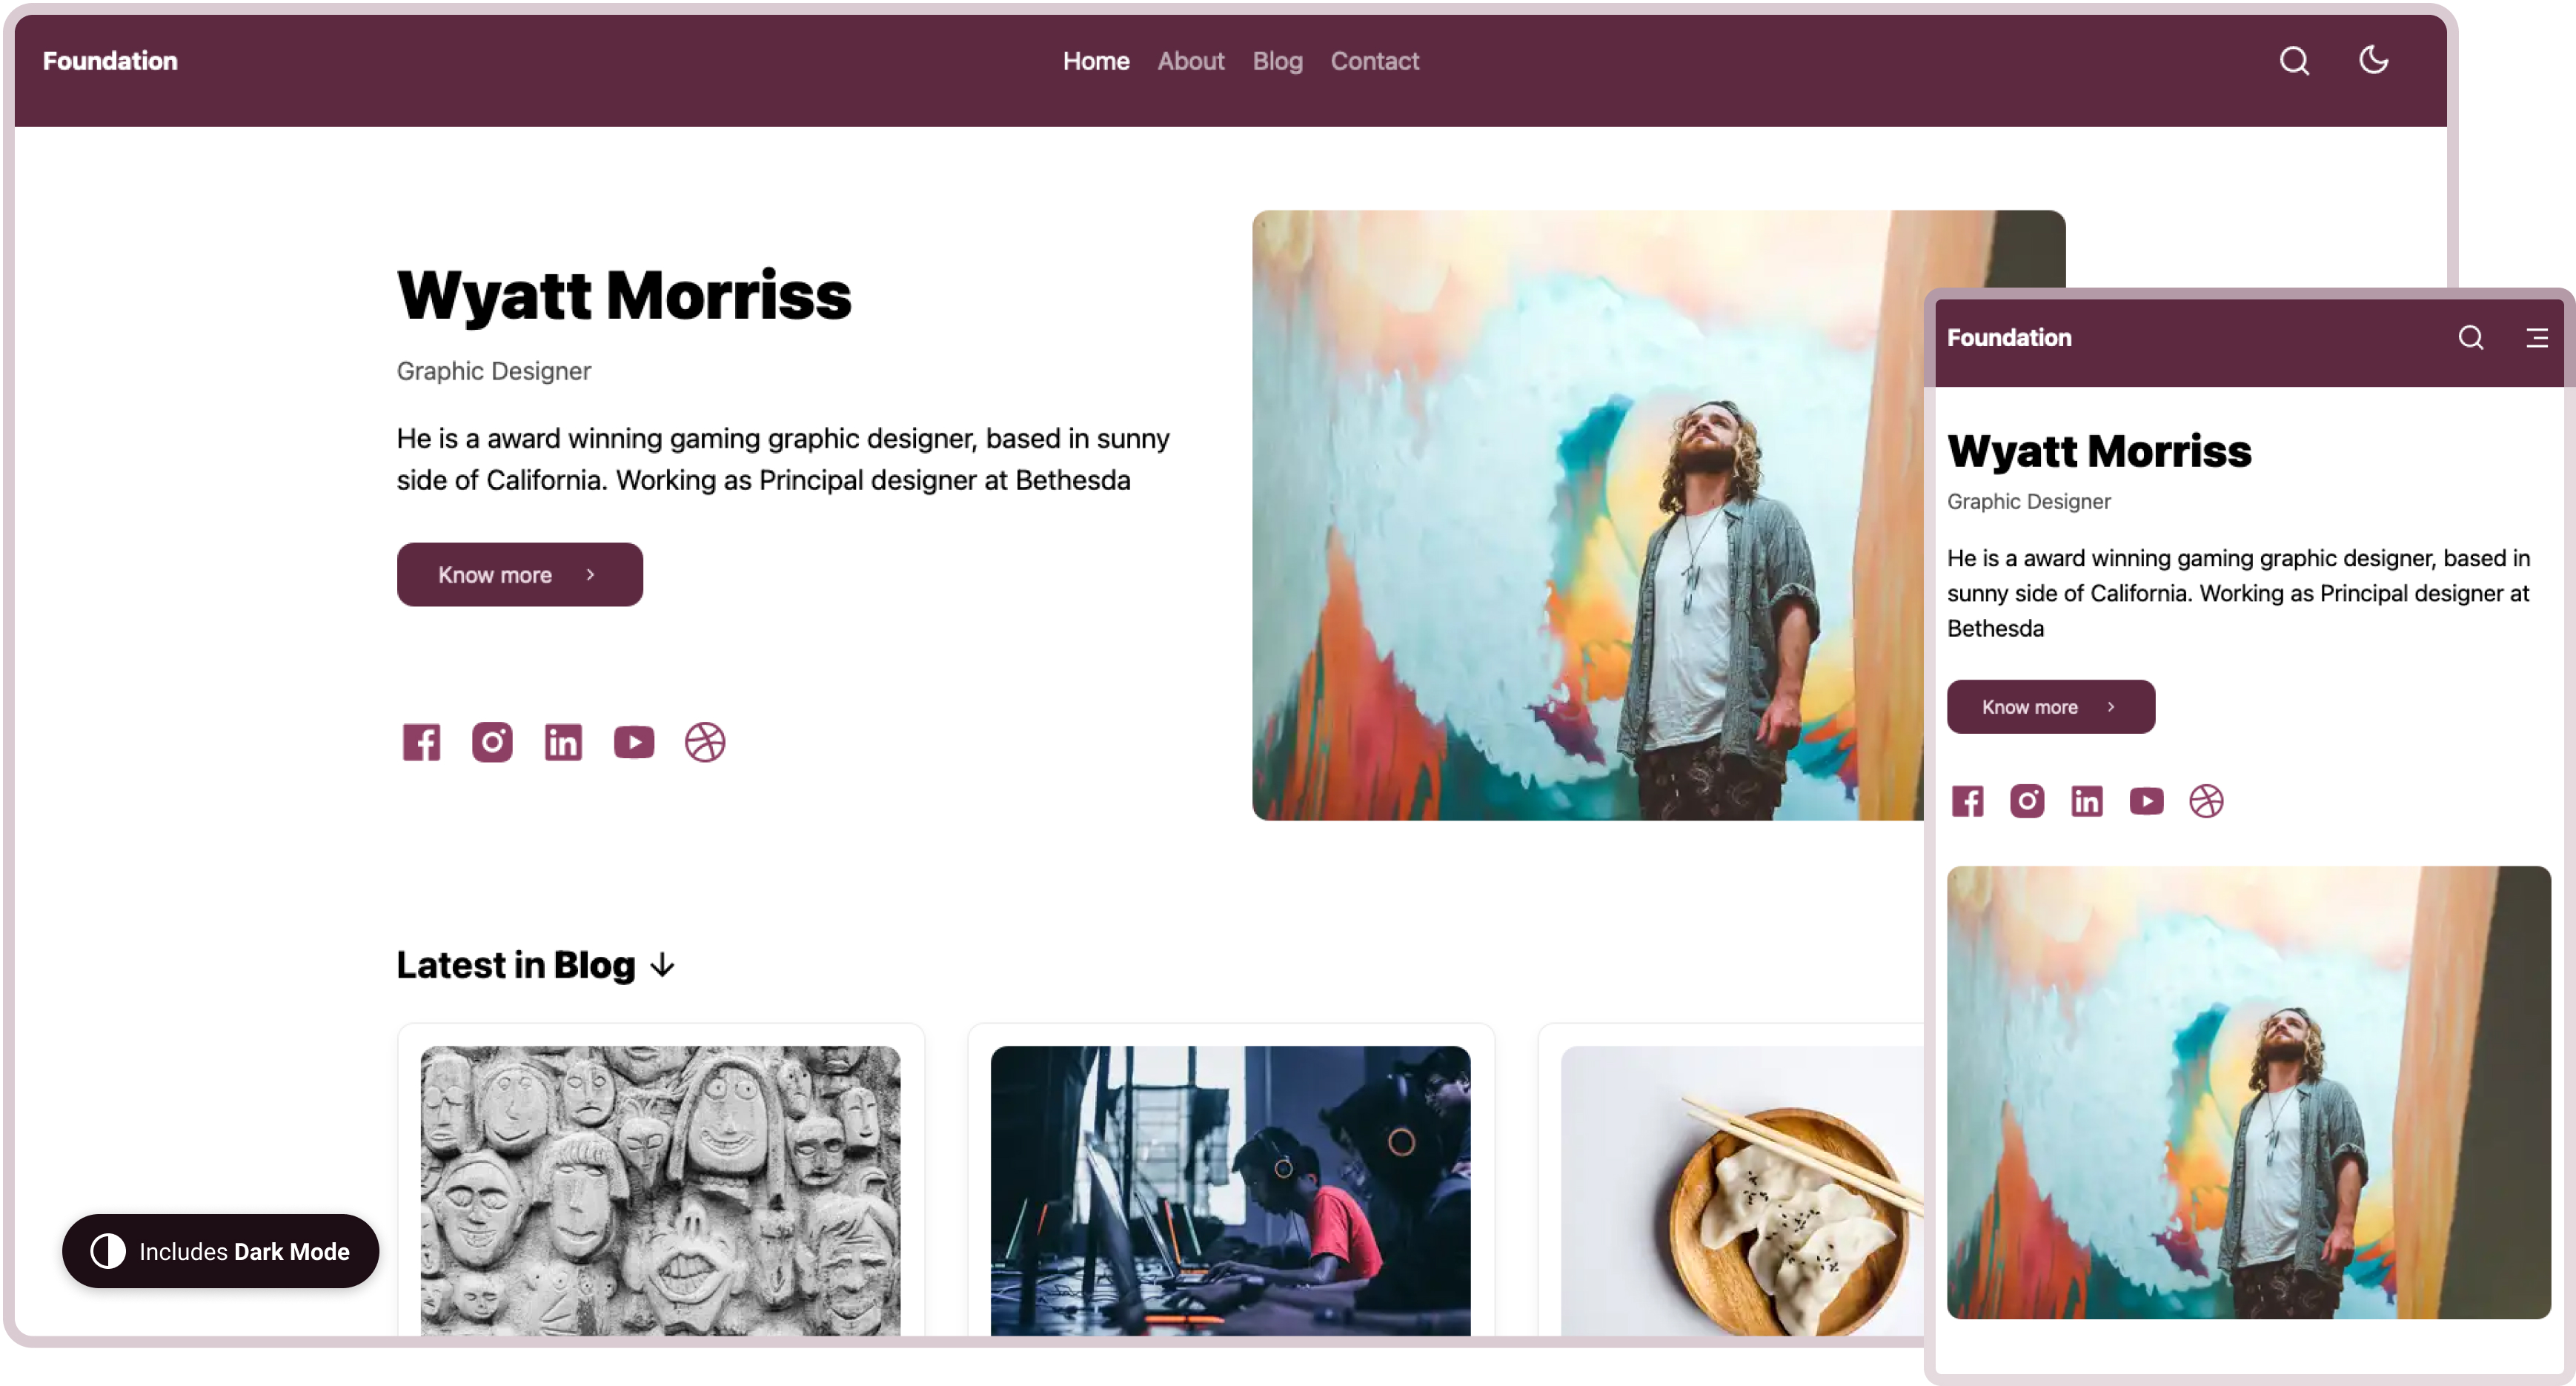 Foundation
Home About Blog Contact
Wyatt Morriss
Graphic Designer
He is a award winning gaming graphic designer, based in sunny
side of California. Working as Principal designer at Bethesda
Know more
Latest in Blog ↓
Includes Dark Mode
Foundation
Wyatt Morriss
Graphic Designer
He is a award winning gaming graphic designer, based in
sunny side of California. Working as Principal designer at
Bethesda
Know more